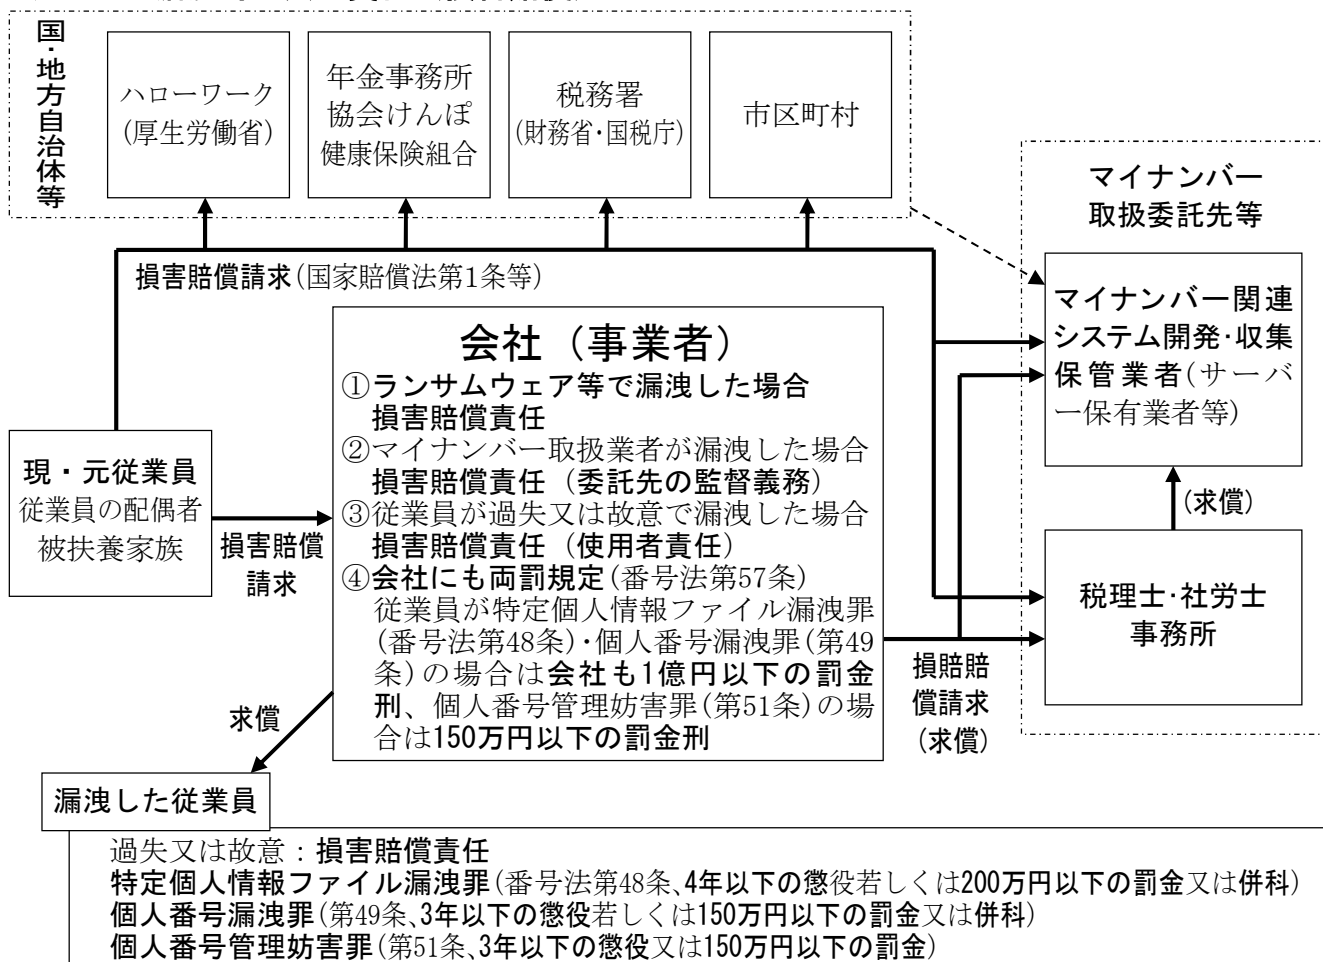 国・地方自治体等
ハローワーク
(厚生労働省)
年金事務所
協会けんぽ
健康保険組合
税務署
(財務省・国税庁)
市区町村
マイナンバー
取扱委託先等
損害賠償請求(国家賠償法第1条等)
マイナンバー関連
システム開発・収集
保管業者(サーバ
ー保有業者等)
会社（事業者）
①ランサムウェア等で漏洩した場合
損害賠償責任
②マイナンバー取扱業者が漏洩した場合
損害賠償責任（委託先の監督義務）
③従業員が過失又は故意で漏洩した場合
損害賠償責任（使用者責任）
④会社にも両罰規定(番号法第57条)
従業員が特定個人情報ファイル漏洩罪
(番号法第48条)・個人番号漏洩罪(第49
条)の場合は会社も1億円以下の罰金
刑、個人番号管理妨害罪(第51条)の場
合は150万円以下の罰金刑
現・元従業員
従業員の配偶者
被扶養家族
損害賠償
請求
(求償)
税理士・社労士
事務所
損賠賠
償請求
(求償)
求償
漏洩した従業員
過失又は故意：損害賠償責任
特定個人情報ファイル漏洩罪(番号法第48条、4年以下の懲役若しくは200万円以下の罰金又は併科)
個人番号漏洩罪(第49条、3年以下の懲役若しくは150万円以下の罰金又は併科)
個人番号管理妨害罪(第51条、3年以下の懲役又は150万円以下の罰金)